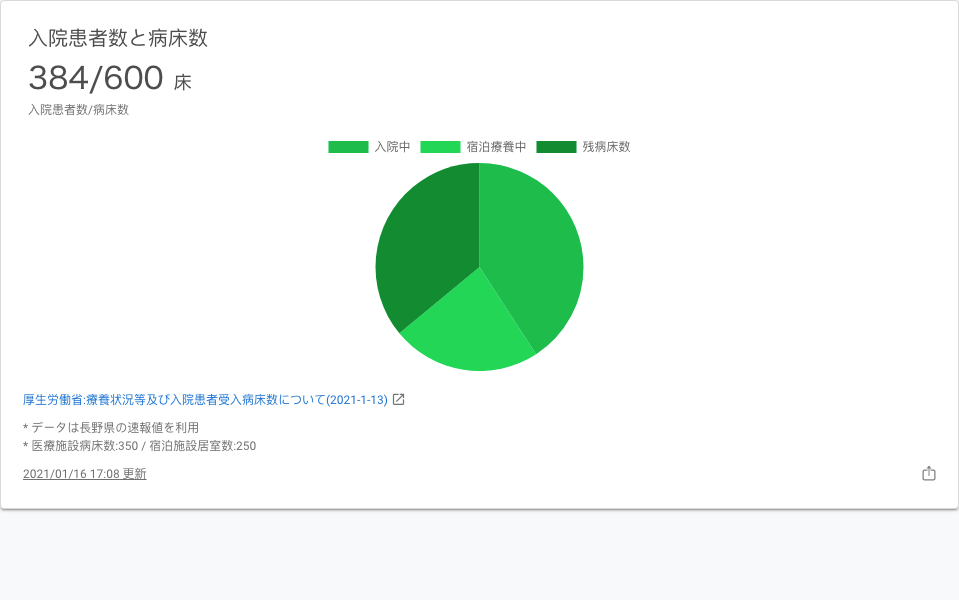 入院患者数と病床数
384/600 床
入院患者数/病床数
入院中 宿泊療養中 残病床数
厚生労働省:療養状況等及び入院患者受入病床数について(2021-1-13)
* データは長野県の速報値を利用
* 医療施設病床数:350 / 宿泊施設居室数:250
2021/01/16 17:08 更新